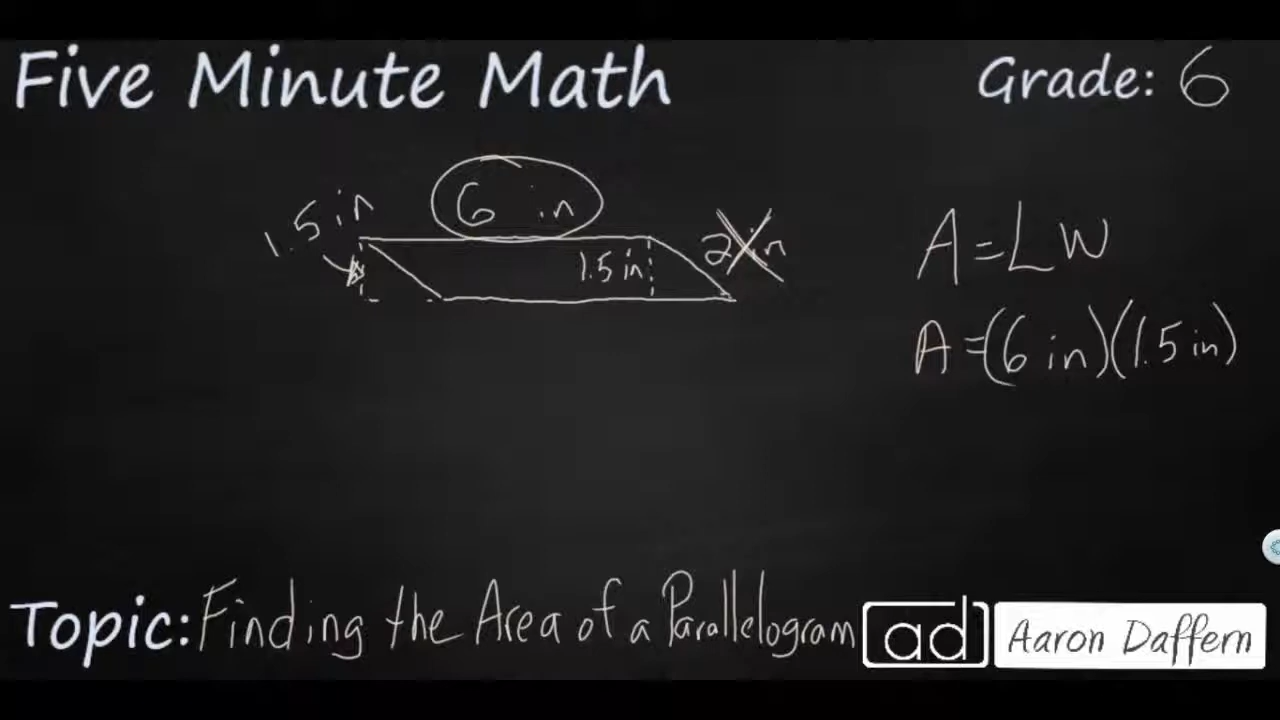 Five Minute Math
Grade: 6
1.5 in
6 in
1.5 in
2 in
A = L W
A = (6 in)(1.5 in)
Topic: Finding the Area of a Parallelogram
ad Aaron Daffern